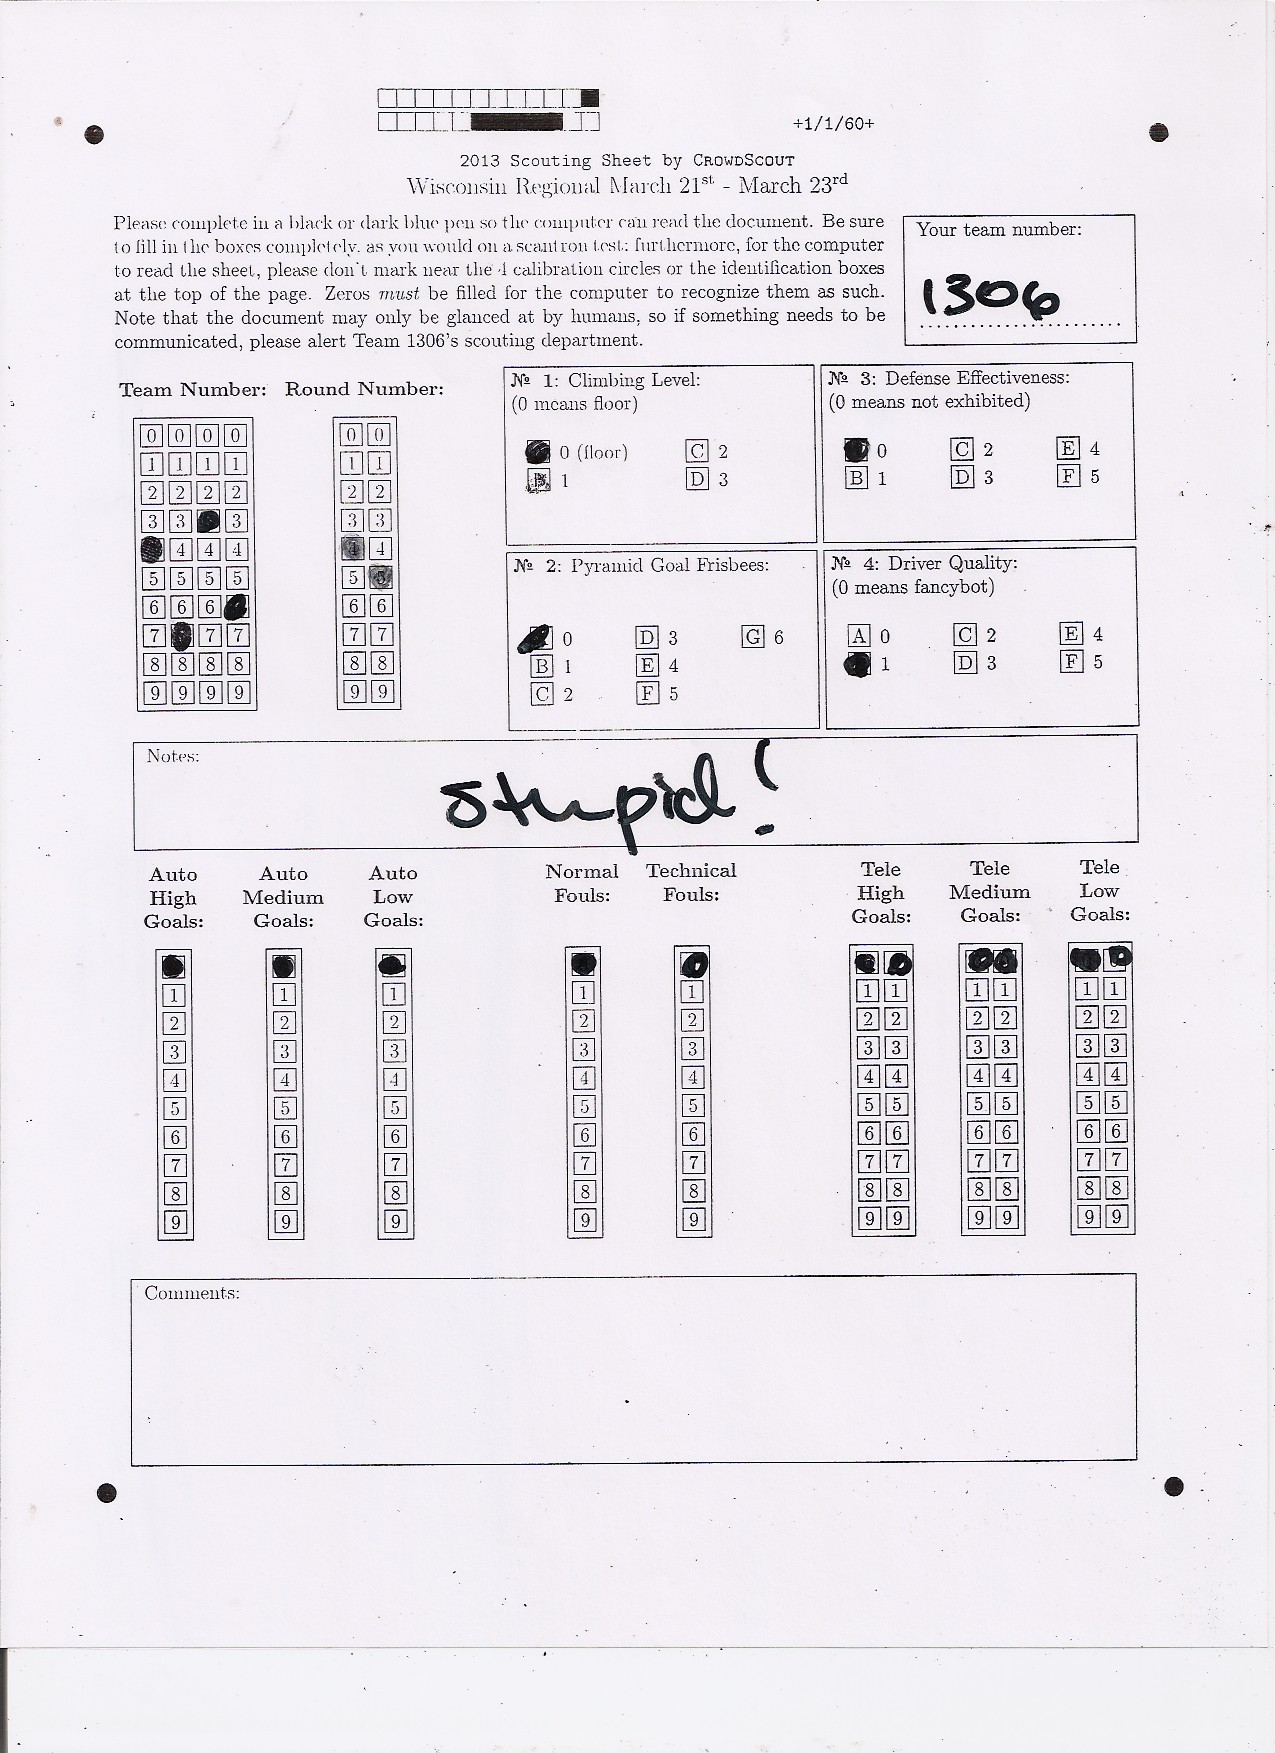 +1/1/60+
2013 Scouting Sheet by CROWDSCOUT
Wisconsin Regional March 21st - March 23rd
Please complete in a black or dark blue pen so the computer can read the document. Be sure
to fill in the boxes completely, as you would on a scantron test; furthermore, for the computer
to read the sheet, please don't mark near the 4 calibration circles or the identification boxes
at the top of the page. Zeros must be filled for the computer to recognize them as such.
Note that the document may only be glanced at by humans, so if something needs to be
communicated, please alert Team 1306's scouting department.
Your team number:
1306
Team Number: Round Number:
0 0 0 0 0 0
1 1 1 1 1 1
2 2 2 2 2 2
3 3 3 3 3
4 4 4 4 4
5 5 5 5 5 5
6 6 6 6 6
7 7 7 7 7
8 8 8 8 8 8
9 9 9 9 9 9
№ 1: Climbing Level:
(0 means floor)
0 (floor) C 2
B 1 D 3
№ 3: Defense Effectiveness:
(0 means not exhibited)
0 C 2 E 4
B 1 D 3 F 5
№ 2: Pyramid Goal Frisbees:
0 D 3 G 6
B 1 E 4
C 2 F 5
№ 4: Driver Quality:
(0 means fancybot)
A 0 C 2 E 4
1 D 3 F 5
Notes:
stupid!
Auto High Goals: Auto Medium Goals: Auto Low Goals: Normal Fouls: Technical Fouls: Tele High Goals: Tele Medium Goals: Tele Low Goals:
1 1 1 1 1 1 1 1 1 1 1
2 2 2 2 2 2 2 2 2 2 2
3 3 3 3 3 3 3 3 3 3 3
4 4 4 4 4 4 4 4 4 4 4
5 5 5 5 5 5 5 5 5 5 5
6 6 6 6 6 6 6 6 6 6 6
7 7 7 7 7 7 7 7 7 7 7
8 8 8 8 8 8 8 8 8 8 8
9 9 9 9 9 9 9 9 9 9 9
Comments: